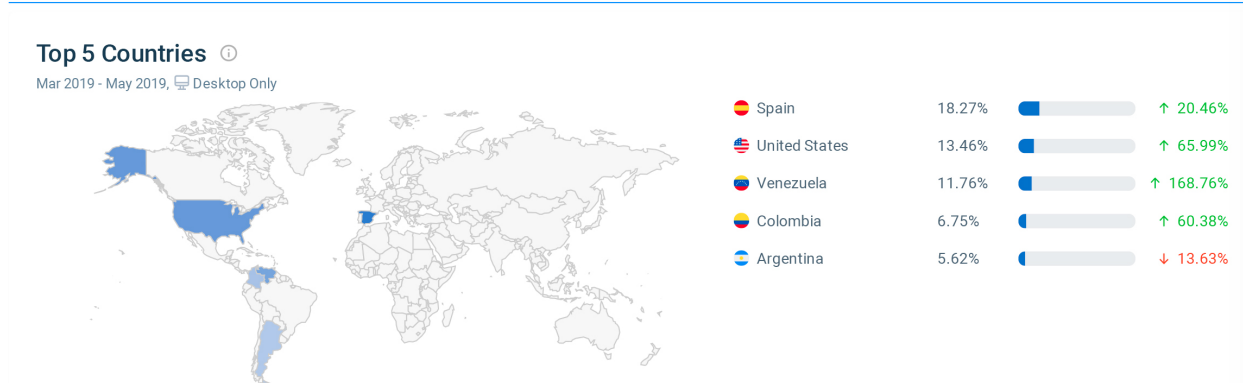 Top 5 Countries
Mar 2019 - May 2019, Desktop Only
Spain 18.27% ↑ 20.46%
United States 13.46% ↑ 65.99%
Venezuela 11.76% ↑ 168.76%
Colombia 6.75% ↑ 60.38%
Argentina 5.62% ↓ 13.63%